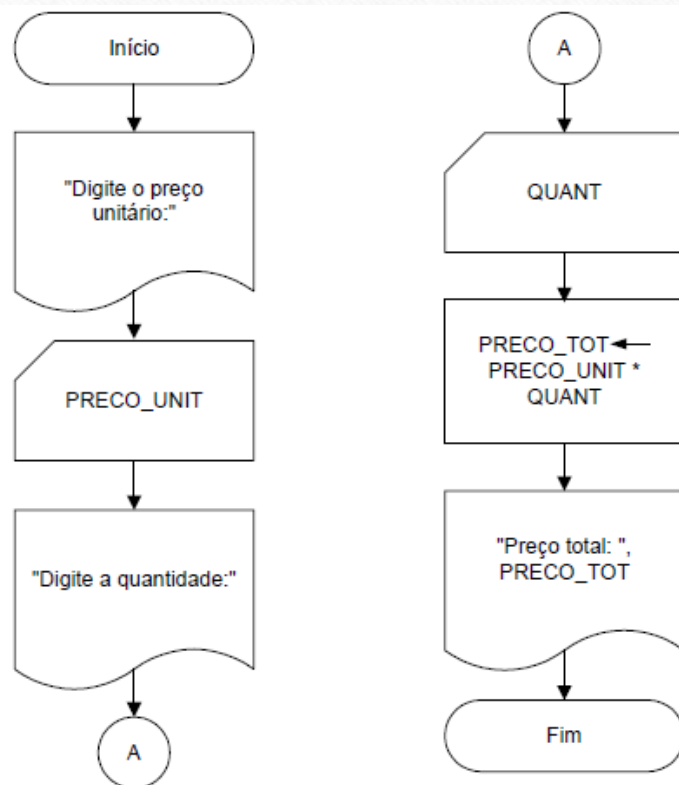 Início
"Digite o preço
unitário:"
PRECO_UNIT
"Digite a quantidade:"
A
A
QUANT
PRECO_TOT
PRECO_UNIT *
QUANT
"Preço total: ",
PRECO_TOT
Fim